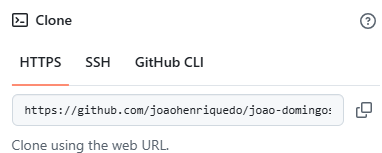 Clone
HTTPS SSH GitHub CLI
https://github.com/joaohenriquedo/joao-domingos
Clone using the web URL.